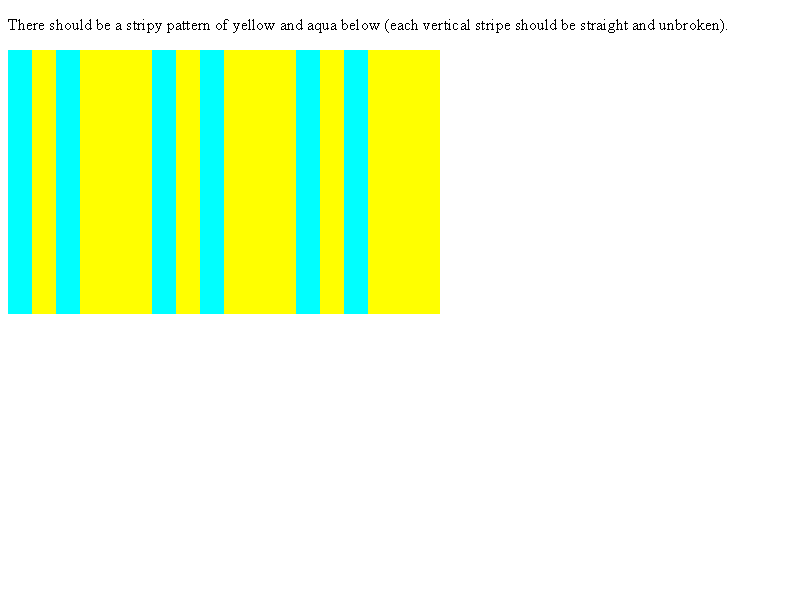 There should be a stripy pattern of yellow and aqua below (each vertical stripe should be straight and unbroken).